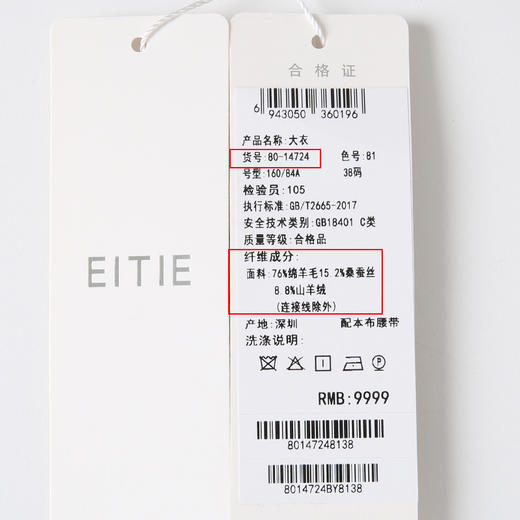 EITIE
合格证
6 943050 360196
产品名称:大衣
货号:80-14724 色号:81
号型:160/84A 38码
检验员:105
执行标准:GB/T2665-2017
安全技术类别:GB18401 C类
质量等级:合格品
纤维成分:
面料:76%绵羊毛15.2%桑蚕丝
8.8%山羊绒
(连接线除外)
产地:深圳 配本布腰带
洗涤说明:
RMB:9999
80147248138
8014724BY8138